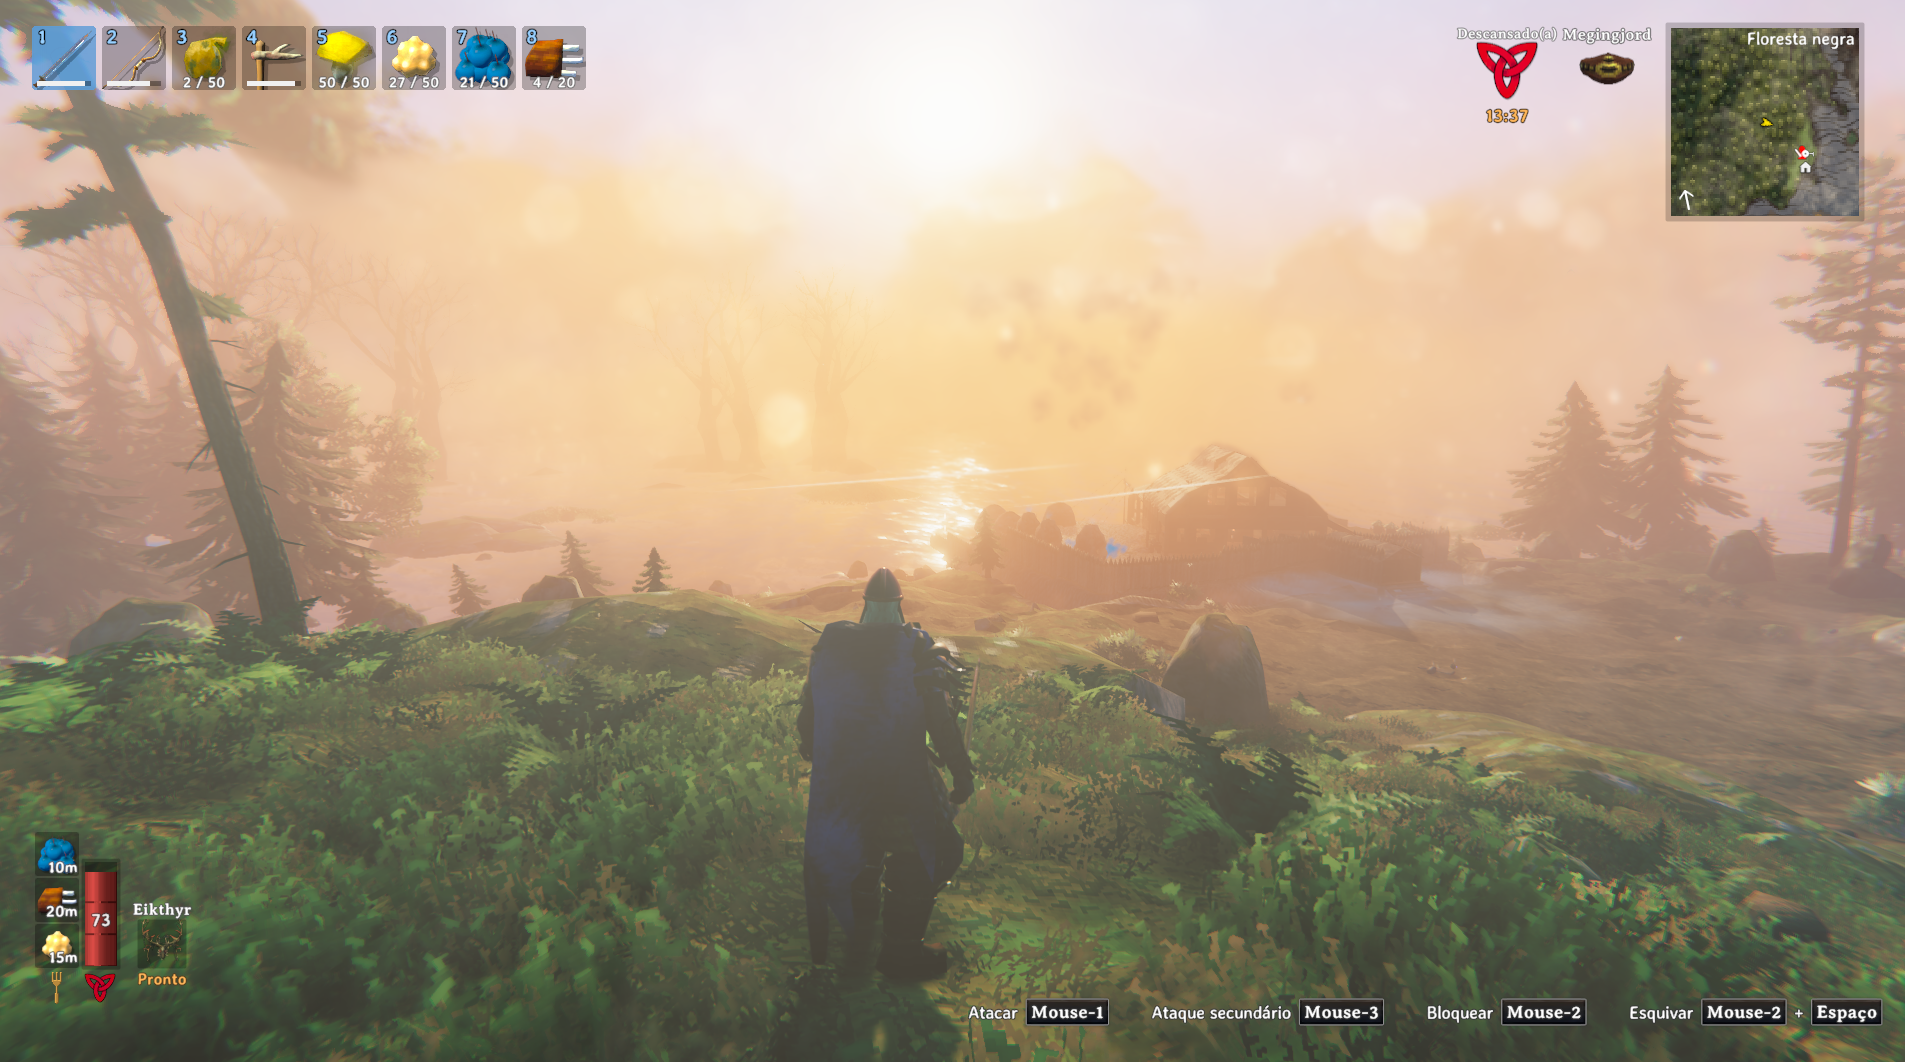 1 2 3 4 5 6 7 8
2 / 50 50 / 50 27 / 50 21 / 50 4 / 20
Descansado(a) Megingjord
13:37
Floresta negra
10m
20m
15m
73
Eikthyr
Pronto
Atacar Mouse-1 Ataque secundário Mouse-3 Bloquear Mouse-2 Esquivar Mouse-2 + Espaço